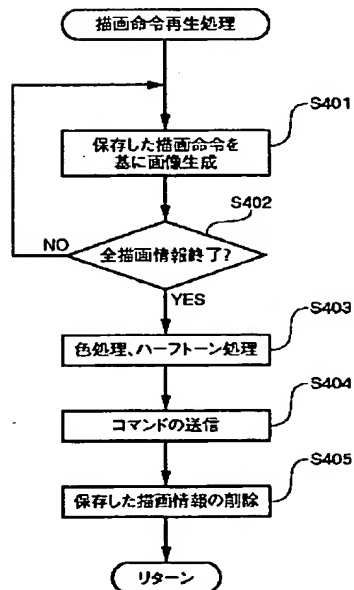 描画命令再生処理
S401
保存した描画命令を
基に画像生成
S402
全描画情報終了?
NO
YES
S403
色処理、ハーフトーン処理
S404
コマンドの送信
S405
保存した描画情報の削除
リターン